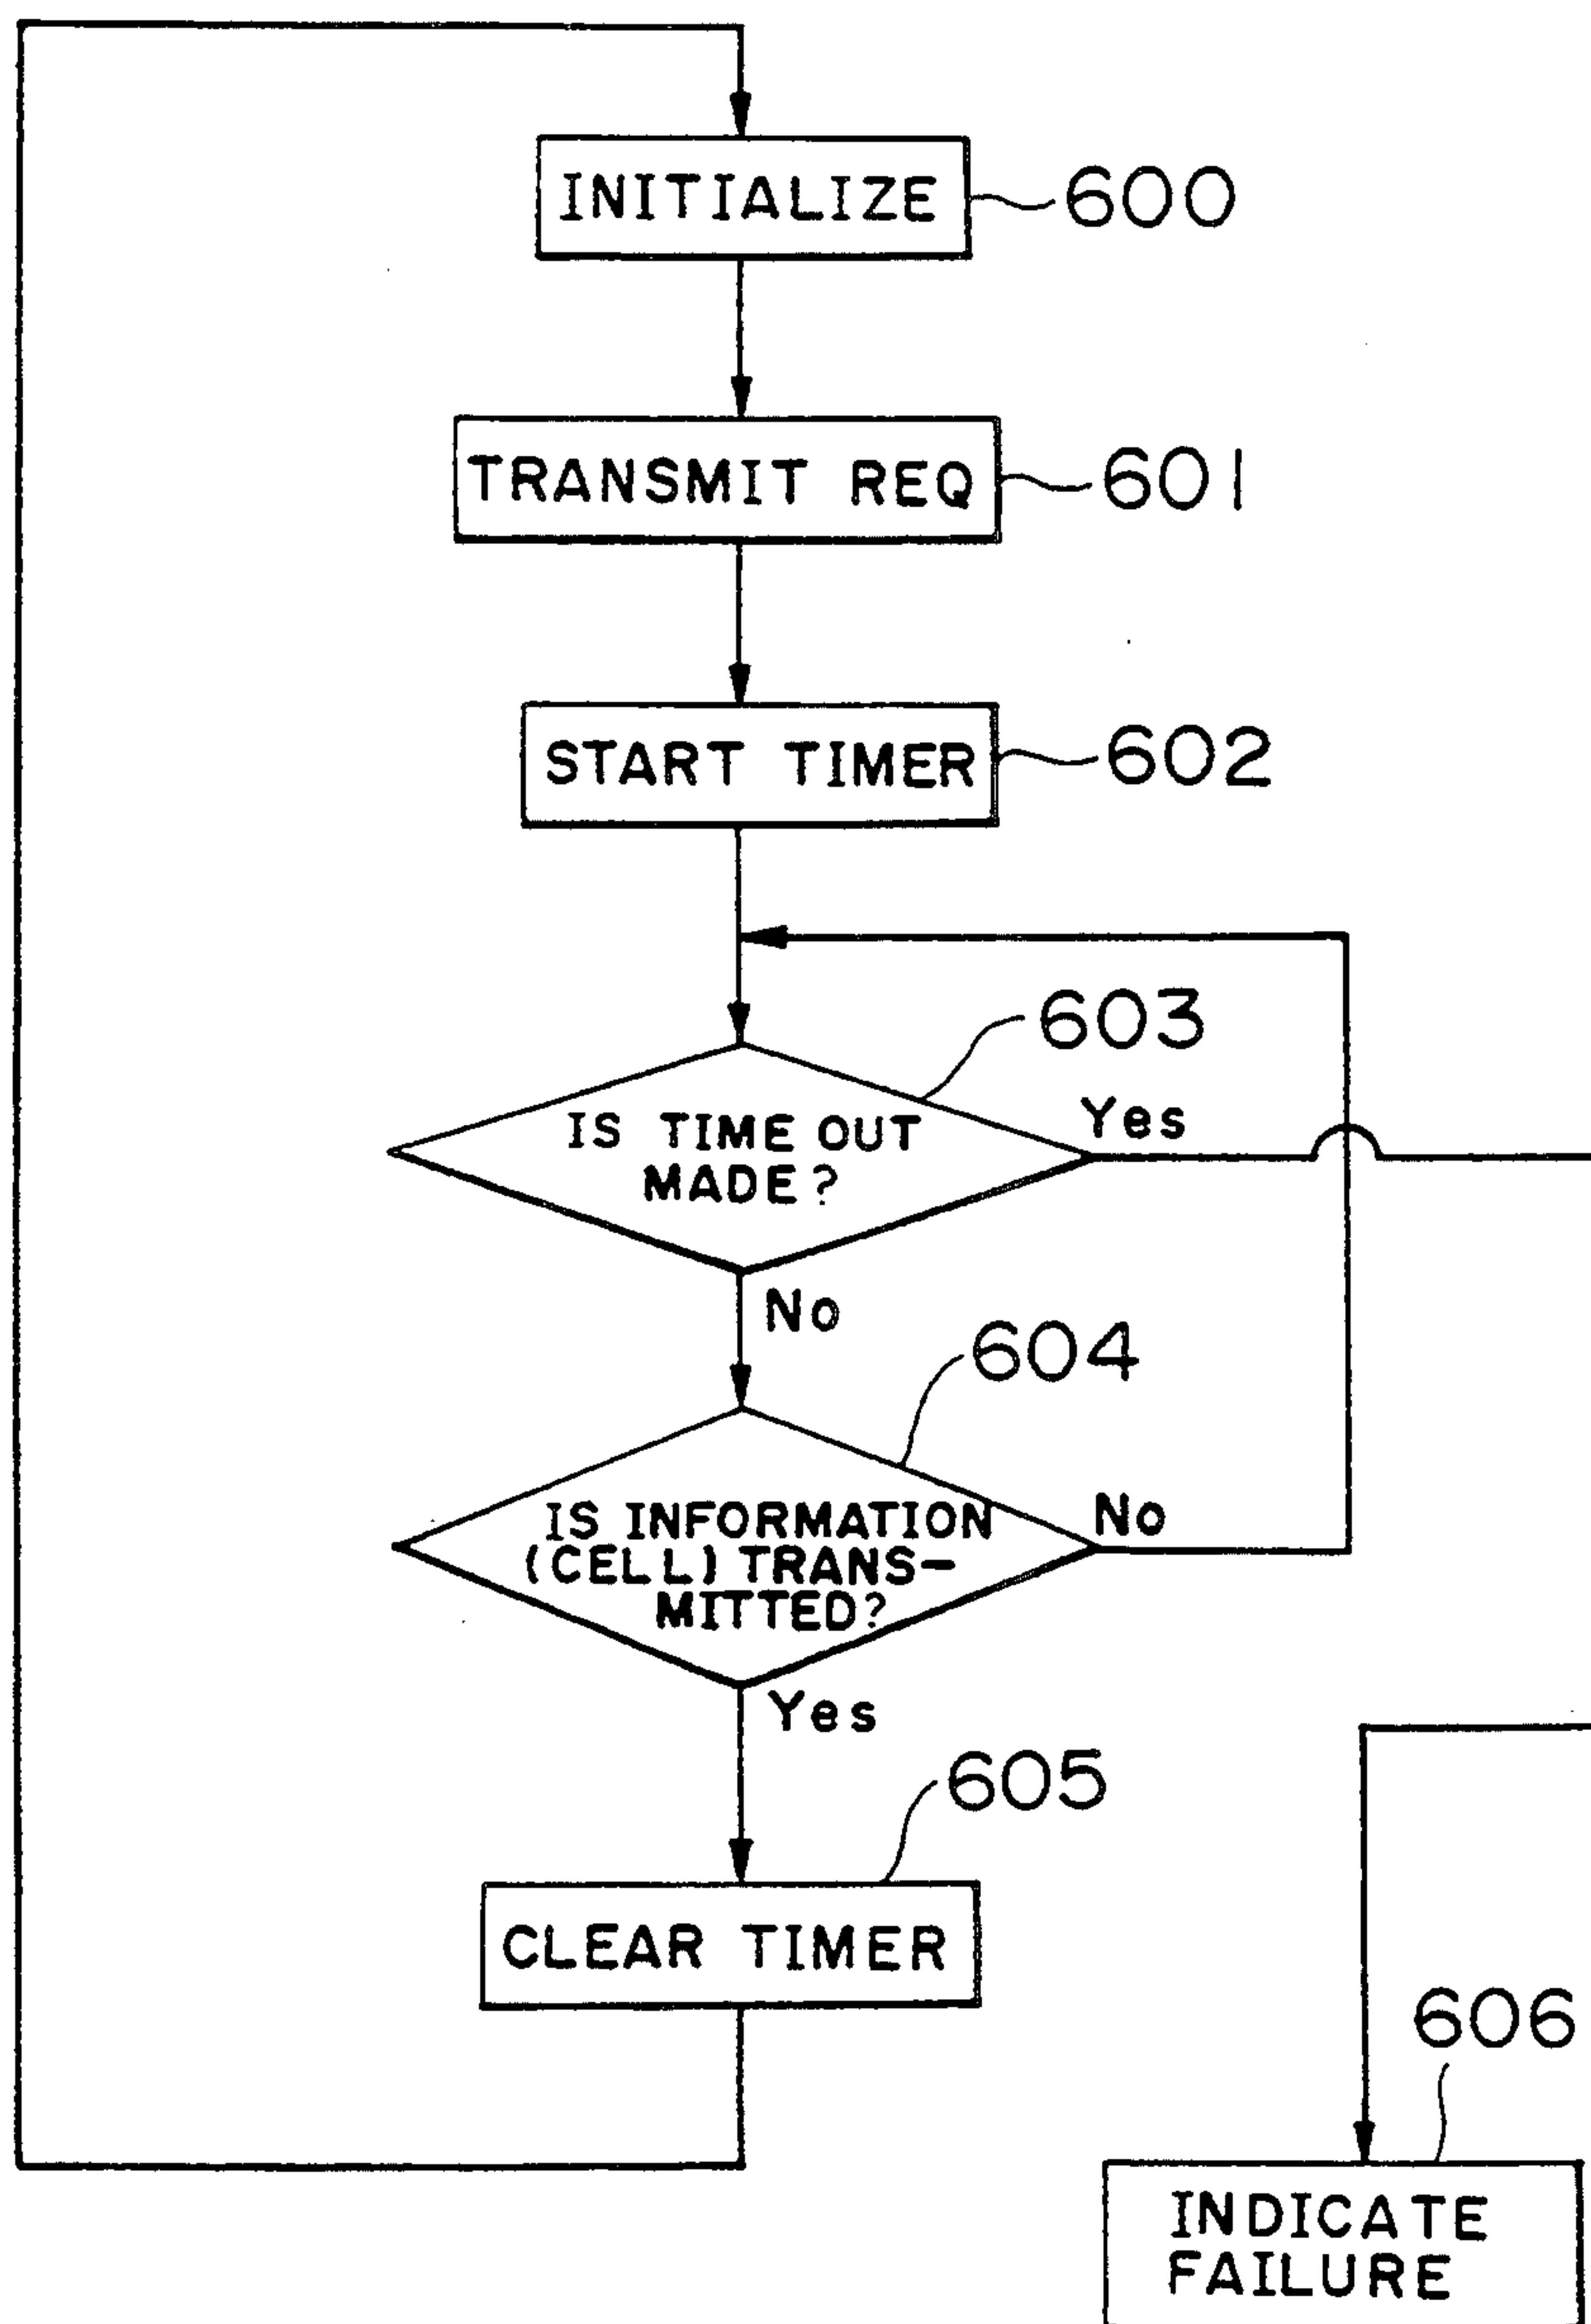 INITIALIZE
600
TRANSMIT REQ
601
START TIMER
602
603
IS TIME OUT
MADE?
Yes
No
604
IS INFORMATION
(CELL) TRANS-
MITTED?
No
Yes
605
CLEAR TIMER
606
INDICATE
FAILURE